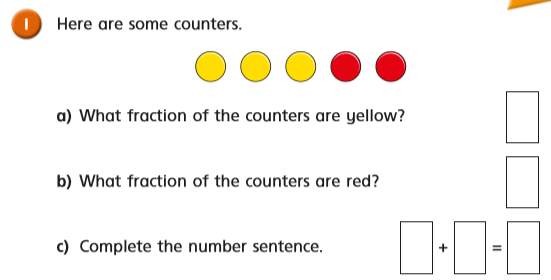 1 Here are some counters.
a) What fraction of the counters are yellow?
b) What fraction of the counters are red?
c) Complete the number sentence.
+ =